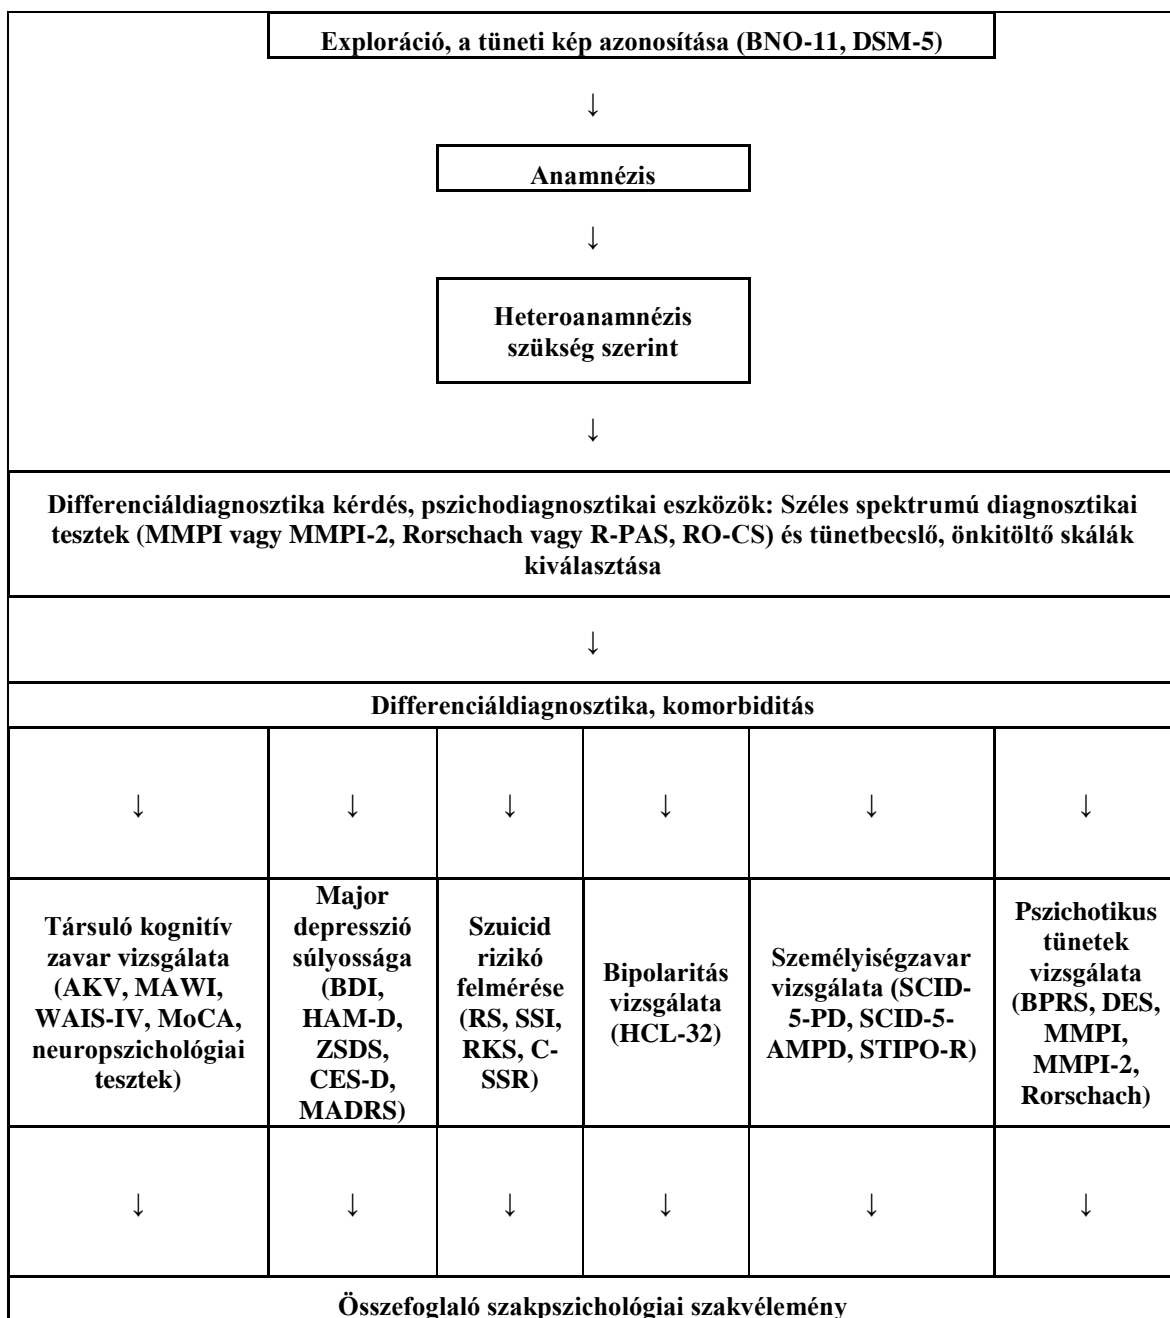 Exploráció, a tüneti kép azonosítása (BNO-11, DSM-5)
↓
Anamnézis
↓
Heteroanamnézis
szükség szerint
↓
Differenciáldiagnosztika kérdés, pszichodiagnosztikai eszközök: Széles spektrumú diagnosztikai
tesztek (MMPI vagy MMPI-2, Rorschach vagy R-PAS, RO-CS) és tünetbecslő, önkitöltő skálák
kiválasztása
↓
Differenciáldiagnosztika, komorbiditás
↓ ↓ ↓ ↓ ↓ ↓
Társuló kognitív
zavar vizsgálata
(AKV, MAWI,
WAIS-IV, MoCA,
neuropszichológiai
tesztek)
Major
depresszió
súlyossága
(BDI,
HAM-D,
ZSDS,
CES-D,
MADRS)
Szuicid
rizikó
felmérése
(RS, SSI,
RKS, C-
SSR)
Bipolaritás
vizsgálata
(HCL-32)
Személyiségzavar
vizsgálata (SCID-
5-PD, SCID-5-
AMPD, STIPO-R)
Pszichotikus
tünetek
vizsgálata
(BPRS, DES,
MMPI,
MMPI-2,
Rorschach)
↓ ↓ ↓ ↓ ↓ ↓
Összefoglaló szakpszichológiai szakvélemény